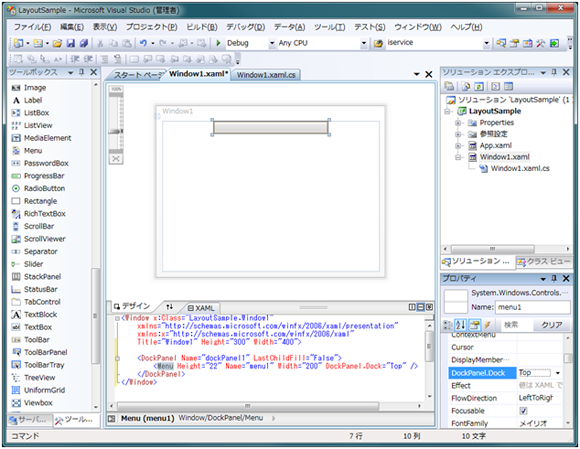 LayoutSample - Microsoft Visual Studio (管理者)
ファイル(F) 編集(E) 表示(V) プロジェクト(P) ビルド(B) デバッグ(D) データ(A) ツール(T) テスト(S) ウィンドウ(W) ヘルプ(H)
Debug Any CPU iservice
ツールボックス
Image
Label
ListBox
ListView
MediaElement
Menu
PasswordBox
ProgressBar
RadioButton
Rectangle
RichTextBox
ScrollBar
ScrollViewer
Separator
Slider
StackPanel
StatusBar
TabControl
TextBlock
TextBox
ToolBar
ToolBarPanel
ToolBarTray
TreeView
UniformGrid
Viewbox
サーバ... ツール...
スタート ページ Window1.xaml* Window1.xaml.cs
100%
Window1
デザイン XAML
<Window x:Class="LayoutSample.Window1"
xmlns="http://schemas.microsoft.com/winfx/2006/xaml/presentation"
xmlns:x="http://schemas.microsoft.com/winfx/2006/xaml"
Title="Window1" Height="300" Width="400">
<DockPanel Name="dockPanel1" LastChildFill="False">
<Menu Height="22" Name="menu1" Width="200" DockPanel.Dock="Top" />
</DockPanel>
</Window>
Menu (menu1) Window/DockPanel/Menu
ソリューション エクスプロ...
ソリューション 'LayoutSample' (1
LayoutSample
Properties
参照設定
App.xaml
Window1.xaml
Window1.xaml.cs
ソリューション ... クラス ビュー
プロパティ
System.Windows.Controls.
Name: menu1
検索 クリア
ContextMenu
Cursor
DisplayMember...
DockPanel.Dock Top
Effect 値は XAML で
FlowDirection LeftToRigh
Focusable
FontFamily メイリオ
コマンド 7 行 10 列 10 文字